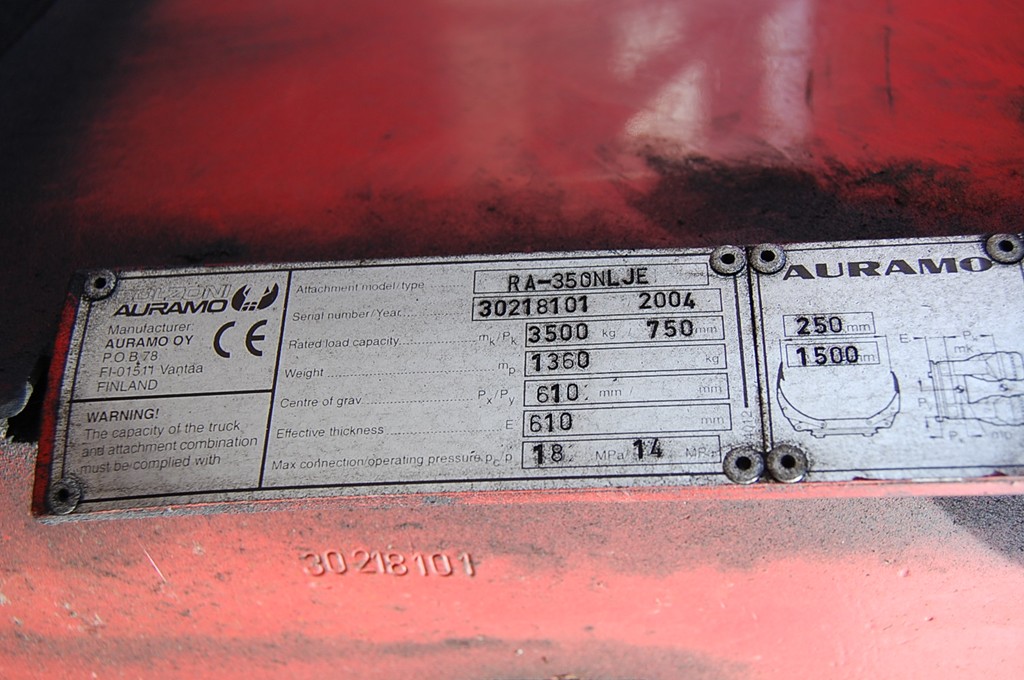 BOLZONI
AURAMO
CE
Manufacturer:
AURAMO OY
P.O.B.78
FI-01511 Vantaa
FINLAND
WARNING!
The capacity of the truck
and attachment combination
must be complied with
Attachment model/type RA-350NLJE
Serial number/Year 30218101 2004
Rated load capacity mk/Pk 3500 kg / 750 mm
Weight mp 1360 kg
Centre of grav. Px/Py 610 mm / mm
Effective thickness E 610 mm
Max connection/operating pressure pc/p 18 MPa/ 14 MPa
AURAMO
250 mm
1500 mm
E
30218101